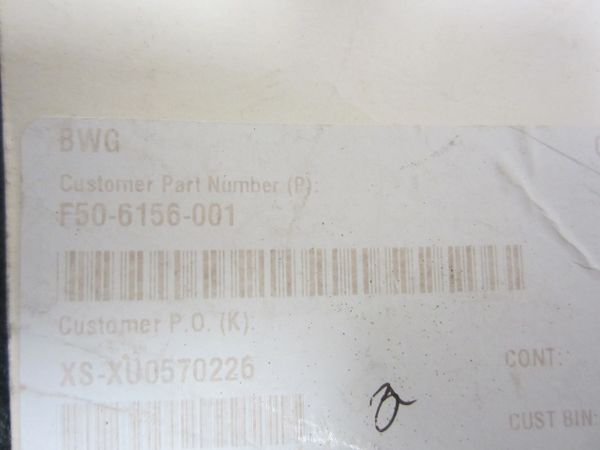 BWG
Customer Part Number (P):
F50-6156-001
Customer P.O. (K):
XS-XU0570226
CONT:
CUST BIN: